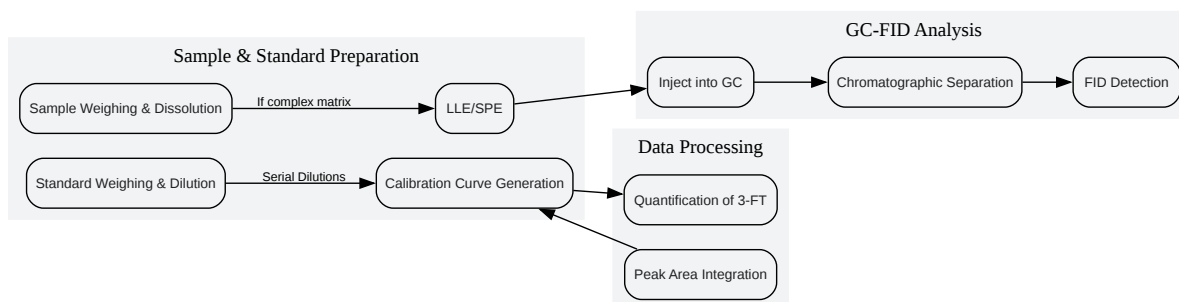 GC-FID Analysis
Sample & Standard Preparation
Inject into GC
Chromatographic Separation
FID Detection
Sample Weighing & Dissolution
If complex matrix
LLE/SPE
Data Processing
Standard Weighing & Dilution
Serial Dilutions
Calibration Curve Generation
Quantification of 3-FT
Peak Area Integration